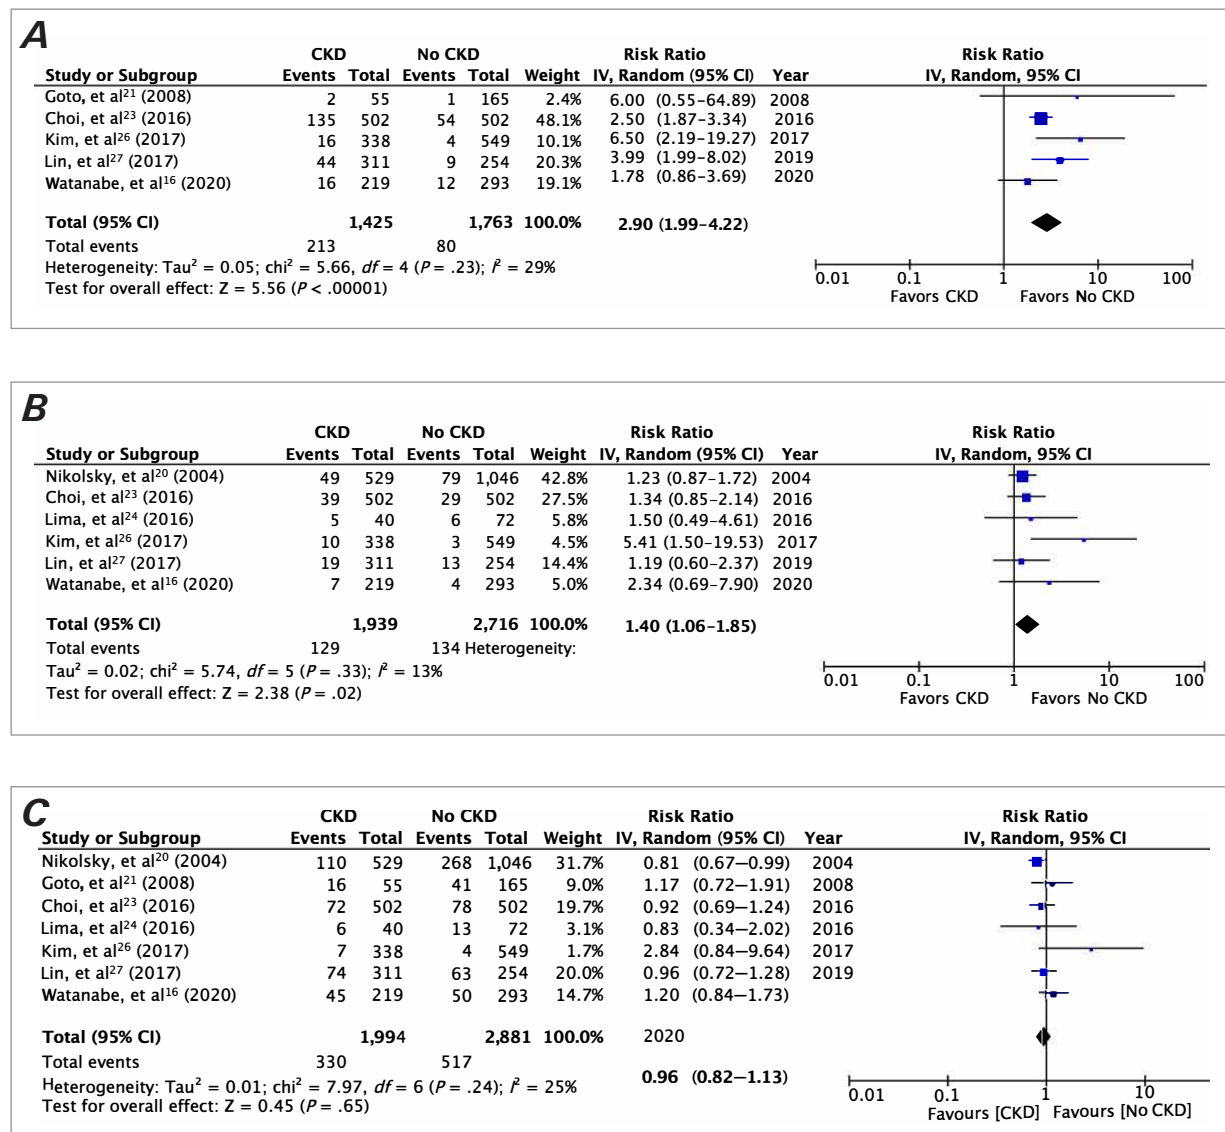 A
CKD No CKD Risk Ratio Risk Ratio
Study or Subgroup Events Total Events Total Weight IV, Random (95% CI) Year IV, Random, 95% CI
Goto, et al²¹ (2008) 2 55 1 165 2.4% 6.00 (0.55–64.89) 2008
Choi, et al²³ (2016) 135 502 54 502 48.1% 2.50 (1.87–3.34) 2016
Kim, et al²⁶ (2017) 16 338 4 549 10.1% 6.50 (2.19–19.27) 2017
Lin, et al²⁷ (2017) 44 311 9 254 20.3% 3.99 (1.99–8.02) 2019
Watanabe, et al¹⁶ (2020) 16 219 12 293 19.1% 1.78 (0.86–3.69) 2020
Total (95% CI) 1,425 1,763 100.0% 2.90 (1.99–4.22)
Total events 213 80
Heterogeneity: Tau² = 0.05; chi² = 5.66, df = 4 (P = .23); I² = 29%
Test for overall effect: Z = 5.56 (P < .00001)
0.01 0.1 1 10 100
Favors CKD Favors No CKD
B
CKD No CKD Risk Ratio Risk Ratio
Study or Subgroup Events Total Events Total Weight IV, Random (95% CI) Year IV, Random, 95% CI
Nikolsky, et al²⁰ (2004) 49 529 79 1,046 42.8% 1.23 (0.87–1.72) 2004
Choi, et al²³ (2016) 39 502 29 502 27.5% 1.34 (0.85–2.14) 2016
Lima, et al²⁴ (2016) 5 40 6 72 5.8% 1.50 (0.49–4.61) 2016
Kim, et al²⁶ (2017) 10 338 3 549 4.5% 5.41 (1.50–19.53) 2017
Lin, et al²⁷ (2017) 19 311 13 254 14.4% 1.19 (0.60–2.37) 2019
Watanabe, et al¹⁶ (2020) 7 219 4 293 5.0% 2.34 (0.69–7.90) 2020
Total (95% CI) 1,939 2,716 100.0% 1.40 (1.06–1.85)
Total events 129 134 Heterogeneity:
Tau² = 0.02; chi² = 5.74, df = 5 (P = .33); I² = 13%
Test for overall effect: Z = 2.38 (P = .02)
0.01 0.1 1 10 100
Favors CKD Favors No CKD
C
CKD No CKD Risk Ratio Risk Ratio
Study or Subgroup Events Total Events Total Weight IV, Random (95% CI) Year IV, Random, 95% CI
Nikolsky, et al²⁰ (2004) 110 529 268 1,046 31.7% 0.81 (0.67—0.99) 2004
Goto, et al²¹ (2008) 16 55 41 165 9.0% 1.17 (0.72—1.91) 2008
Choi, et al²³ (2016) 72 502 78 502 19.7% 0.92 (0.69—1.24) 2016
Lima, et al²⁴ (2016) 6 40 13 72 3.1% 0.83 (0.34—2.02) 2016
Kim, et al²⁶ (2017) 7 338 4 549 1.7% 2.84 (0.84—9.64) 2017
Lin, et al²⁷ (2017) 74 311 63 254 20.0% 0.96 (0.72—1.28) 2019
Watanabe, et al¹⁶ (2020) 45 219 50 293 14.7% 1.20 (0.84—1.73)
Total (95% CI) 1,994 2,881 100.0% 2020
Total events 330 517
0.96 (0.82—1.13)
Heterogeneity: Tau² = 0.01; chi² = 7.97, df = 6 (P = .24); I² = 25%
Test for overall effect: Z = 0.45 (P = .65)
0.01 0.1 1 10
Favours [CKD] Favours [No CKD]